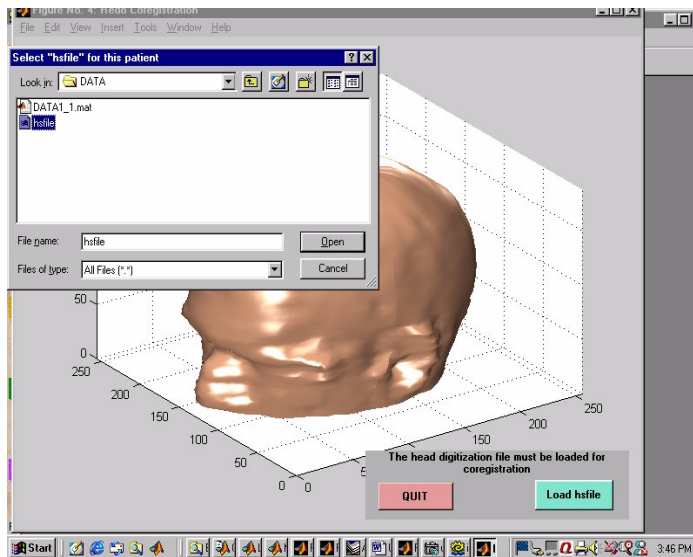 Figure No. 4: Redo Coregistration
File Edit View Insert Tools Window Help
Select "hsfile" for this patient
Look in: DATA
DATA1_1.mat
hsfile
File name: hsfile Open
Files of type: All Files (*.*) Cancel
50
0
250
200
150
100
50
0
0
150
200
250
The head digitization file must be loaded for
coregistration
QUIT Load hsfile
Start 3:46 PM